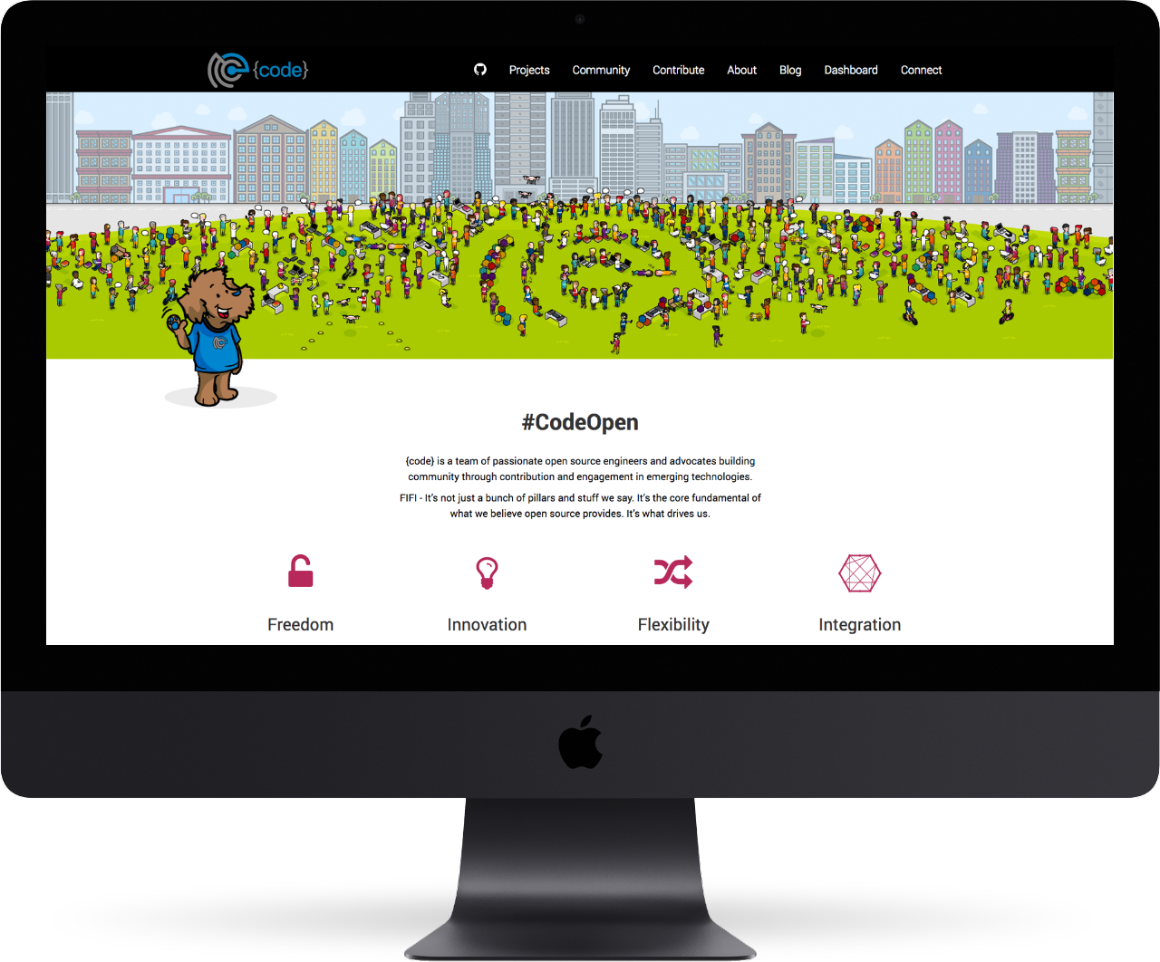 {code}
Projects Community Contribute About Blog Dashboard Connect
#CodeOpen
{code} is a team of passionate open source engineers and advocates building
community through contribution and engagement in emerging technologies.
FIFI - It's not just a bunch of pillars and stuff we say. It's the core fundamental of
what we believe open source provides. It's what drives us.
Freedom Innovation Flexibility Integration